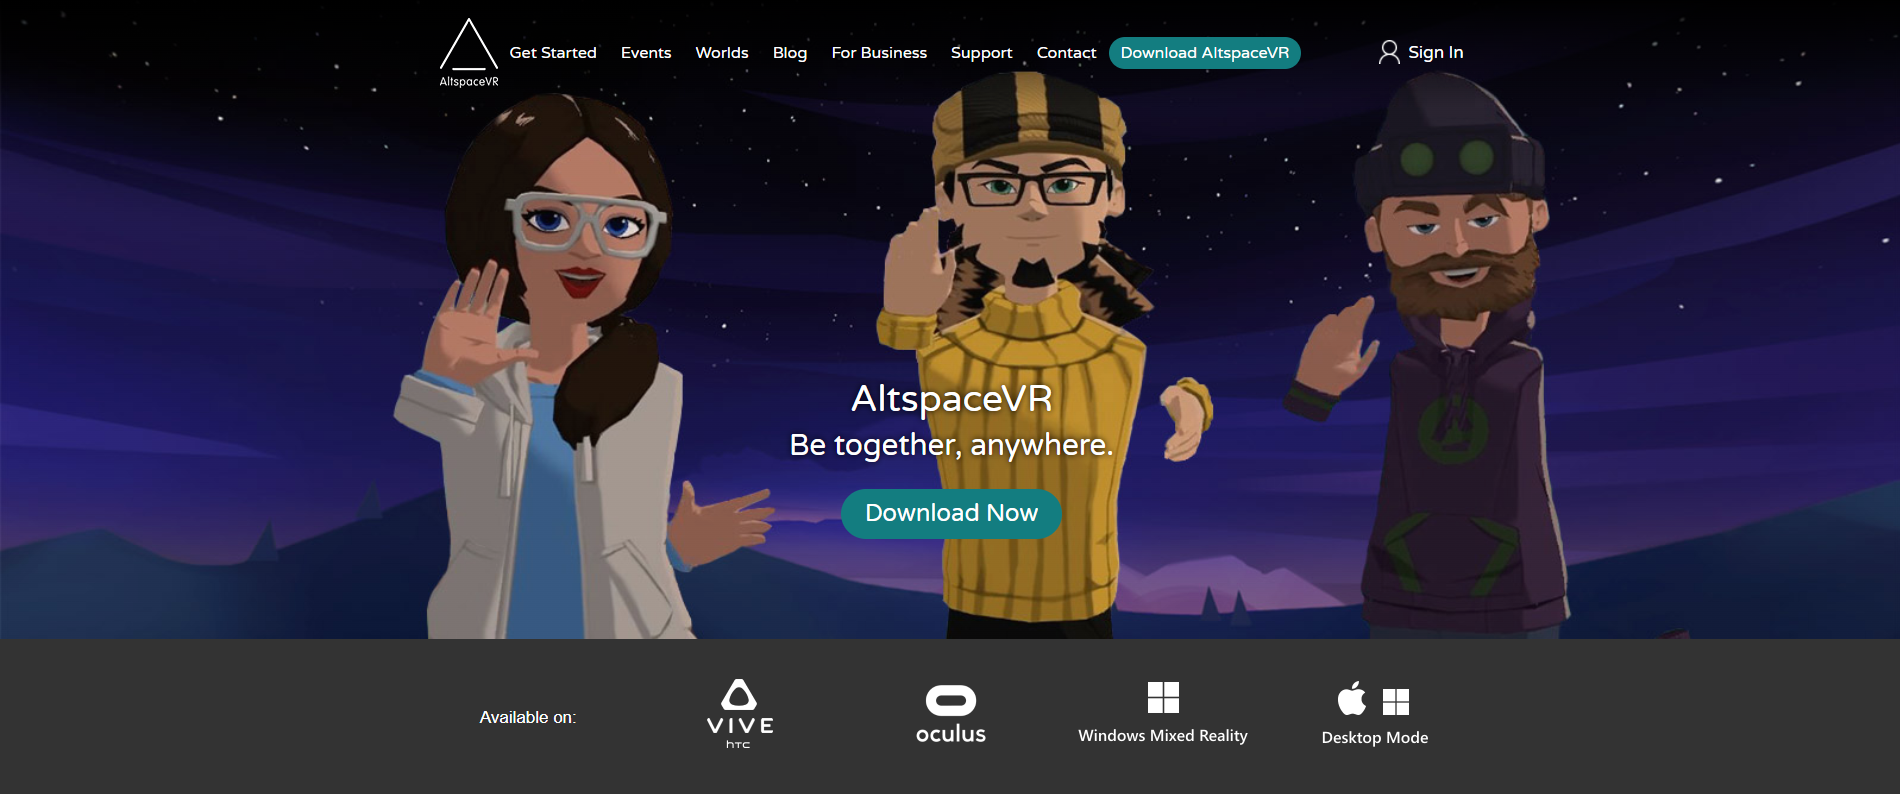 AltspaceVR
Get Started Events Worlds Blog For Business Support Contact Download AltspaceVR Sign In
AltspaceVR
Be together, anywhere.
Download Now
Available on:
VIVE
hTC
oculus
Windows Mixed Reality
Desktop Mode